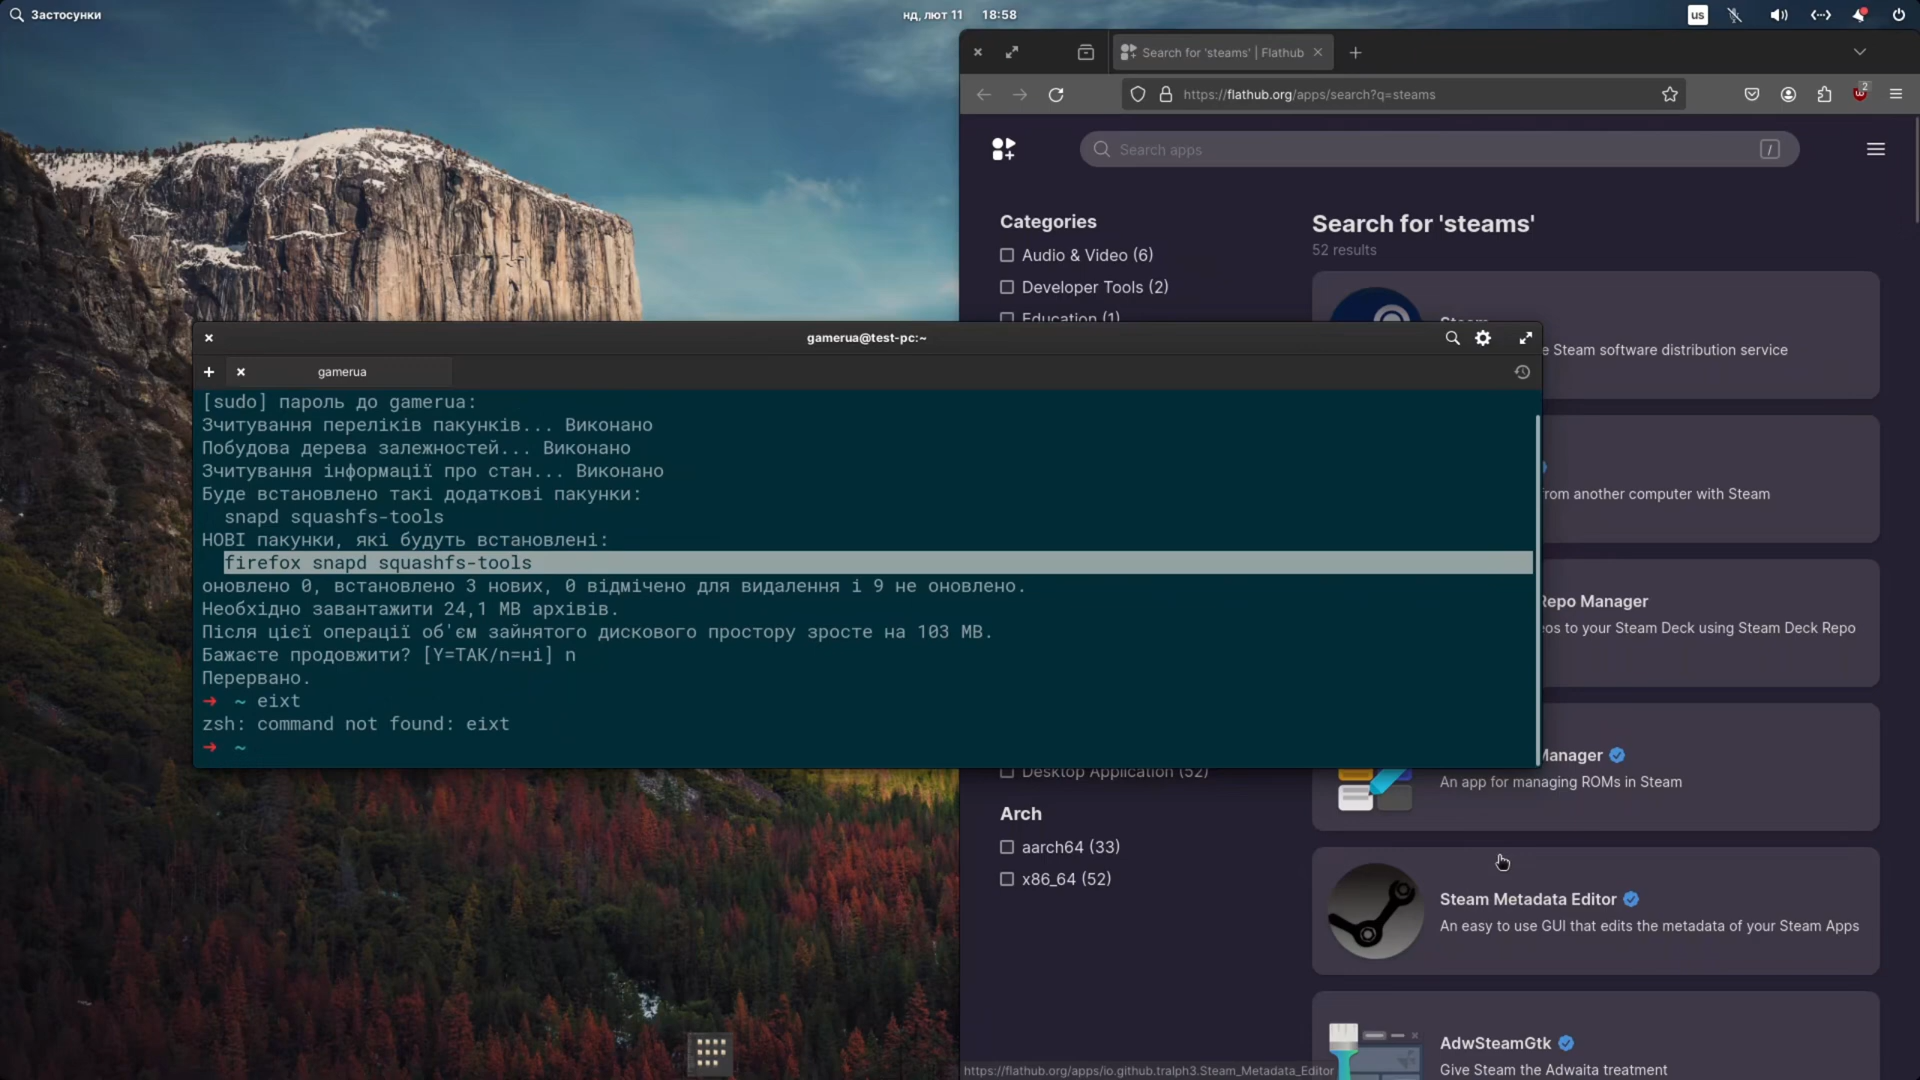 Застосунки
нд, лют 11 18:58
us
Search for 'steams' | Flathub
https://flathub.org/apps/search?q=steams
2
Search apps
/
Categories
Audio & Video (6)
Developer Tools (2)
Education (1)
Search for 'steams'
52 results
Steam
e Steam software distribution service
from another computer with Steam
Repo Manager
eos to your Steam Deck using Steam Deck Repo
Manager
An app for managing ROMs in Steam
Desktop Application (52)
Arch
aarch64 (33)
x86_64 (52)
Steam Metadata Editor
An easy to use GUI that edits the metadata of your Steam Apps
AdwSteamGtk
Give Steam the Adwaita treatment
https://flathub.org/apps/io.github.tralph3.Steam_Metadata_Editor
gamerua@test-pc:~
gamerua
[sudo] пароль до gamerua:
Зчитування переліків пакунків... Виконано
Побудова дерева залежностей... Виконано
Зчитування інформації про стан... Виконано
Буде встановлено такі додаткові пакунки:
snapd squashfs-tools
НОВІ пакунки, які будуть встановлені:
firefox snapd squashfs-tools
оновлено 0, встановлено 3 нових, 0 відмічено для видалення і 9 не оновлено.
Необхідно завантажити 24,1 MB архівів.
Після цієї операції об'єм зайнятого дискового простору зросте на 103 MB.
Бажаєте продовжити? [Y=ТАК/n=ні] n
Перервано.
➜ ~ eixt
zsh: command not found: eixt
➜ ~